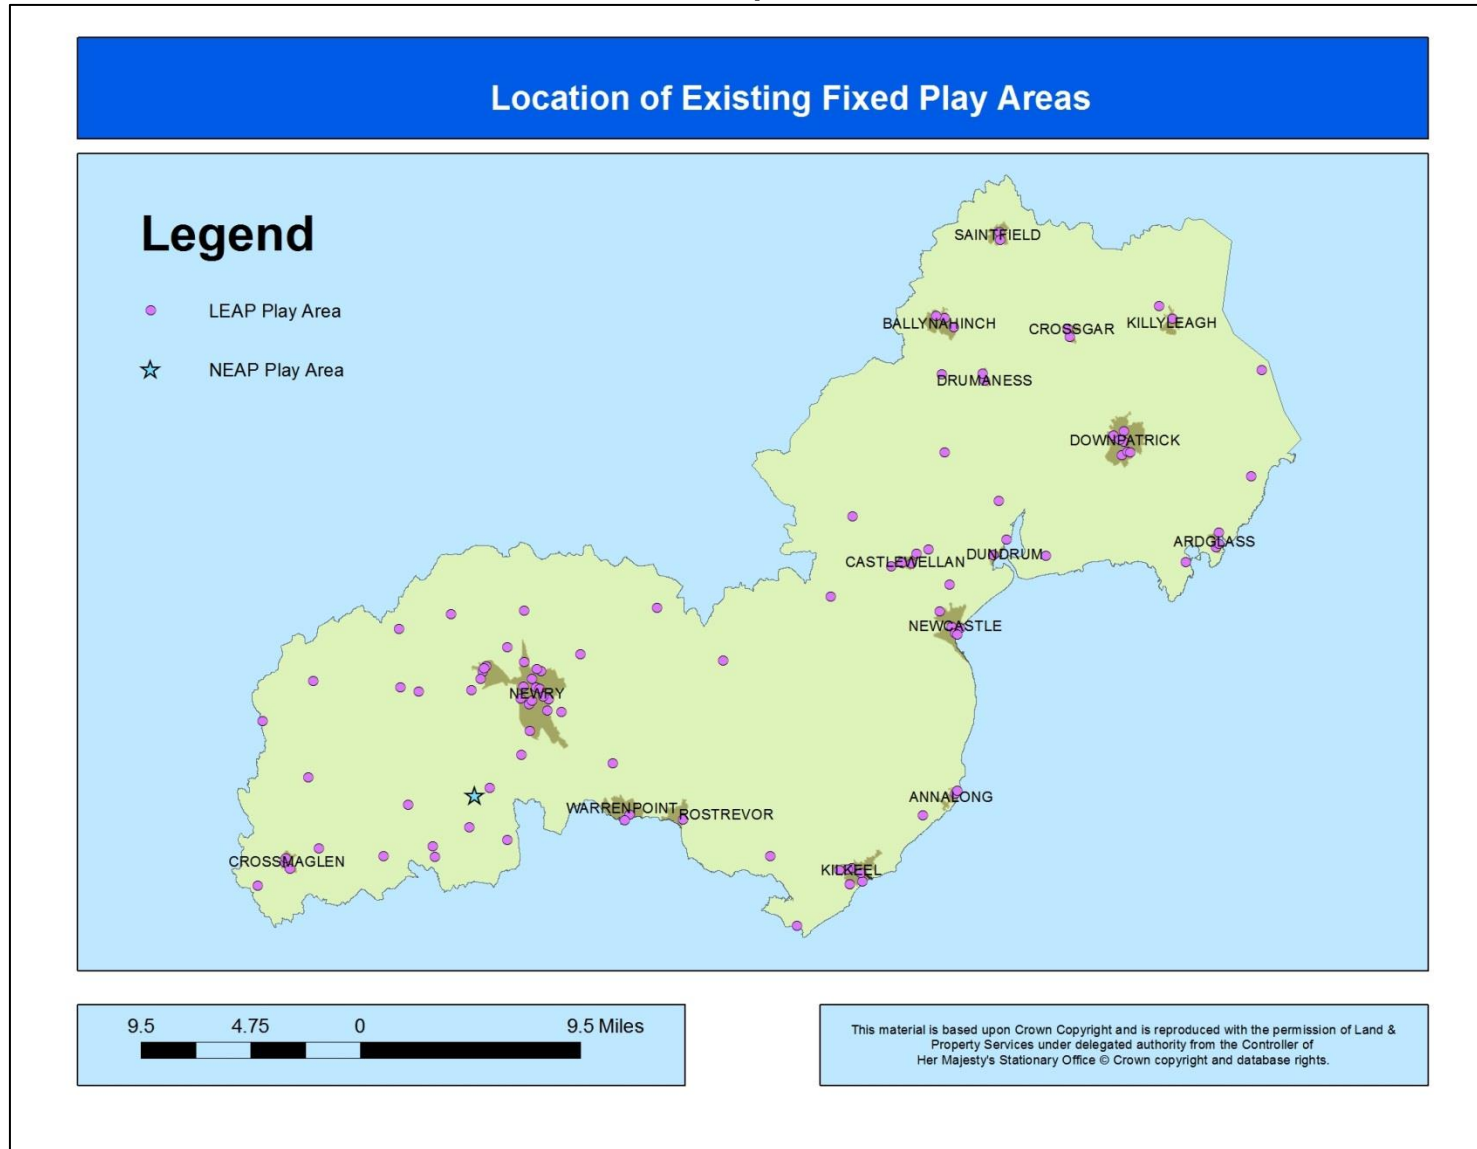 Location of Existing Fixed Play Areas
Legend
LEAP Play Area
NEAP Play Area
SAINTFIELD
BALLYNAHINCH
CROSSGAR
KILLYLEAGH
DRUMANESS
DOWNPATRICK
ARDGLASS
CASTLEWELLAN
DUNDRUM
NEWCASTLE
NEWRY
ANNALONG
WARRENPOINT
ROSTREVOR
CROSSMAGLEN
KILKEEL
9.5 4.75 0 9.5 Miles
This material is based upon Crown Copyright and is reproduced with the permission of Land &
Property Services under delegated authority from the Controller of
Her Majesty's Stationary Office © Crown copyright and database rights.